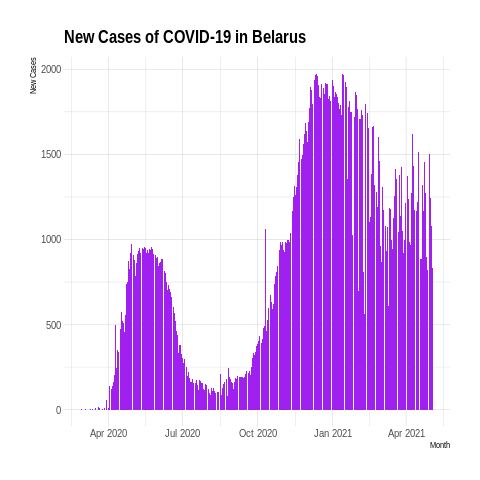 New Cases of COVID-19 in Belarus
New Cases
2000
1500
1000
500
0
Apr 2020 Jul 2020 Oct 2020 Jan 2021 Apr 2021
Month